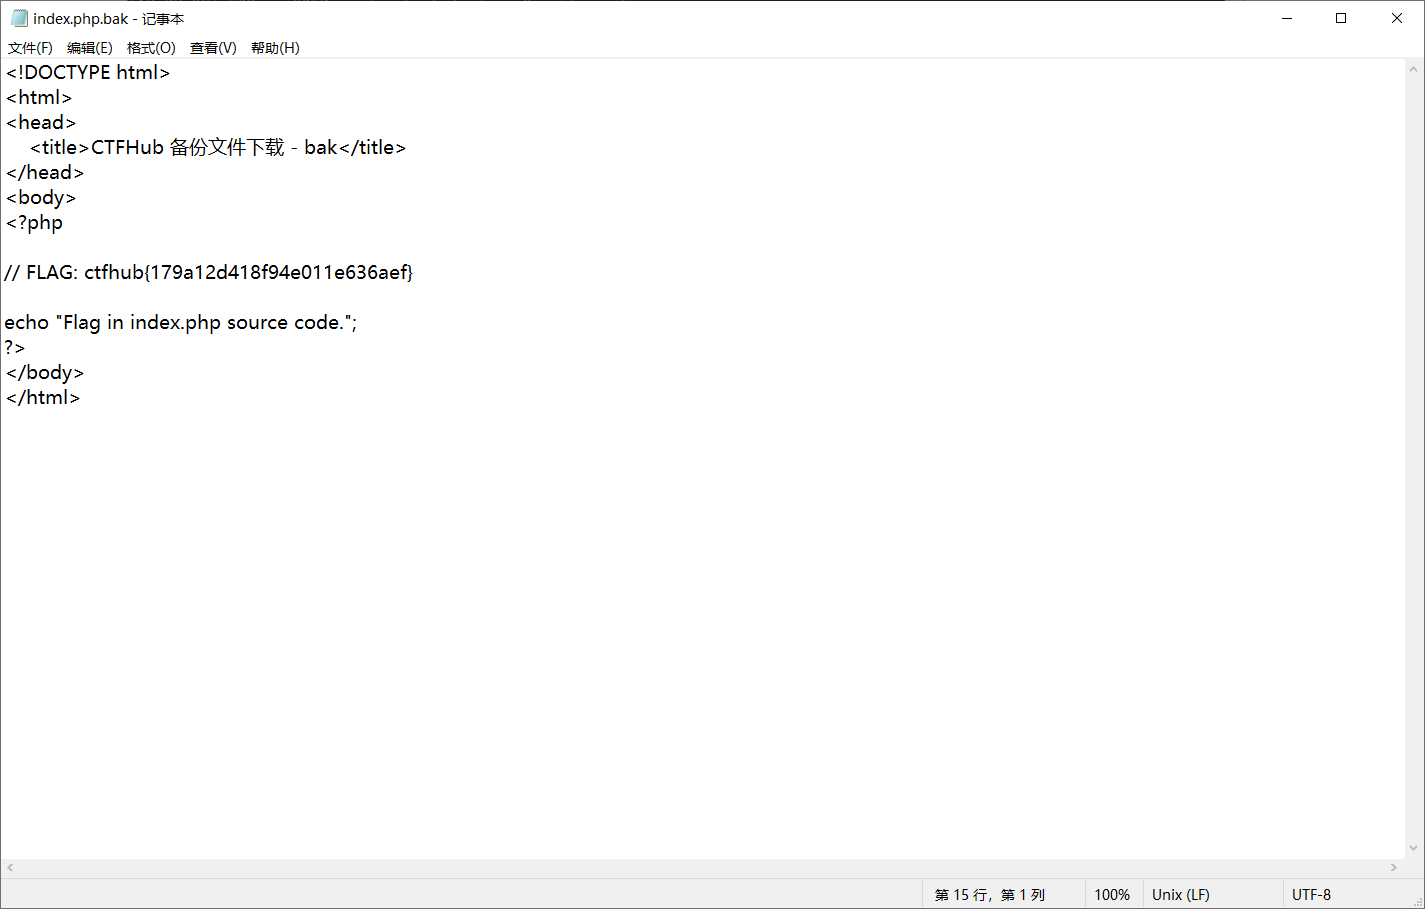 index.php.bak - 记事本
文件(F) 编辑(E) 格式(O) 查看(V) 帮助(H)
<!DOCTYPE html>
<html>
<head>
    <title>CTFHub 备份文件下载 - bak</title>
</head>
<body>
<?php

// FLAG: ctfhub{179a12d418f94e011e636aef}

echo "Flag in index.php source code.";
?>
</body>
</html>
第 15 行，第 1 列 100% Unix (LF) UTF-8